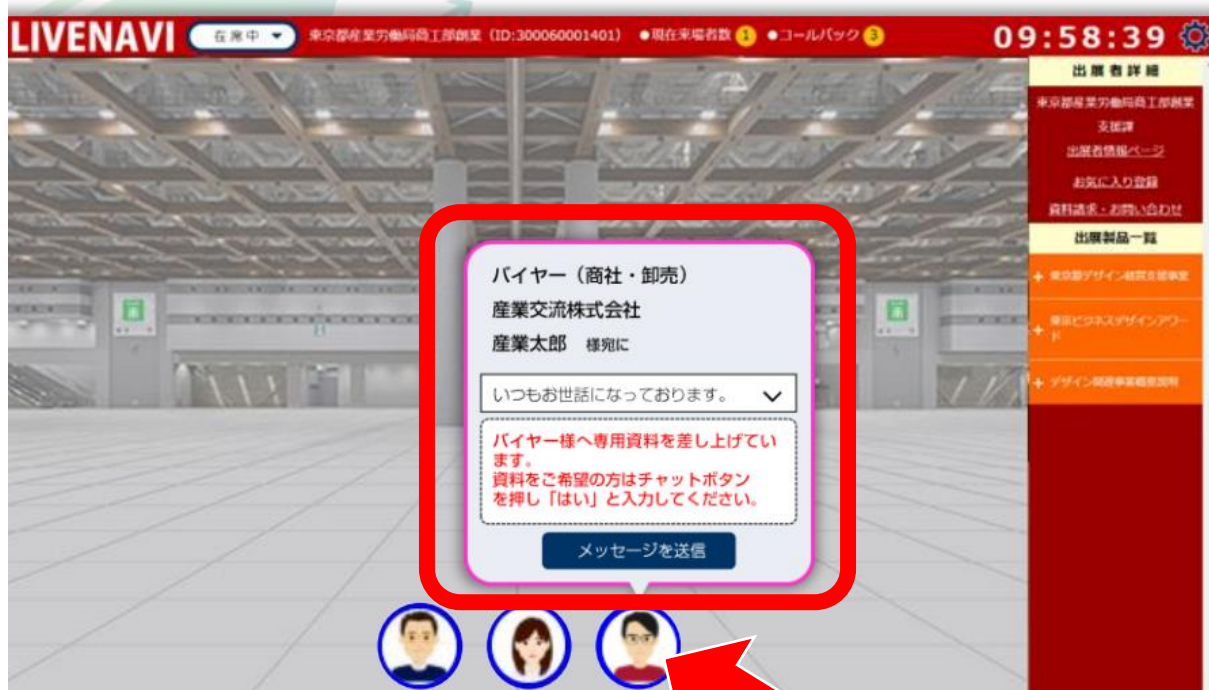 LIVENAVI 在席中 東京都産業労働局商工部創業 (ID:300060001401) ●現在来場者数 1 ●コールバック 3 09:58:39
出展者詳細
東京都産業労働局商工部創業
支援課
出展者情報ページ
お気に入り登録
資料請求・お問い合わせ
出展製品一覧
+ 東京都デザイン経営支援事業
+ 東京ビジネスデザインアワー
ド
+ デザイン関連事業概要説明
バイヤー（商社・卸売）
産業交流株式会社
産業太郎 様宛に
いつもお世話になっております。
バイヤー様へ専用資料を差し上げてい
ます。
資料をご希望の方はチャットボタン
を押し「はい」と入力してください。
メッセージを送信